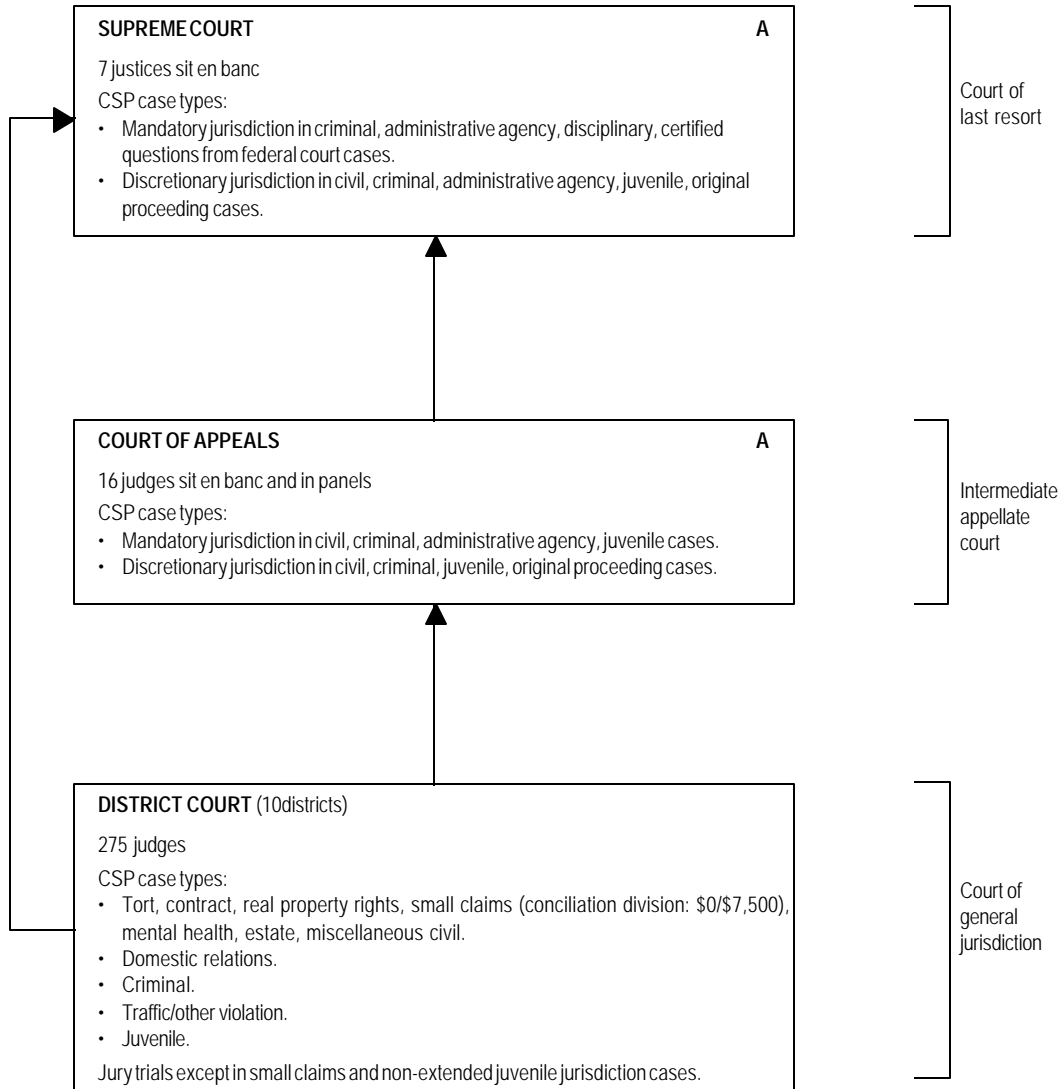 SUPREME COURT A
7 justices sit en banc
CSP case types:
• Mandatory jurisdiction in criminal, administrative agency, disciplinary, certified
questions from federal court cases.
• Discretionary jurisdiction in civil, criminal, administrative agency, juvenile, original
proceeding cases.
Court of
last resort
COURT OF APPEALS A
16 judges sit en banc and in panels
CSP case types:
• Mandatory jurisdiction in civil, criminal, administrative agency, juvenile cases.
• Discretionary jurisdiction in civil, criminal, juvenile, original proceeding cases.
Intermediate
appellate
court
DISTRICT COURT (10districts)
275 judges
CSP case types:
• Tort, contract, real property rights, small claims (conciliation division: $0/$7,500),
mental health, estate, miscellaneous civil.
• Domestic relations.
• Criminal.
• Traffic/other violation.
• Juvenile.
Jury trials except in small claims and non-extended juvenile jurisdiction cases.
Court of
general
jurisdiction